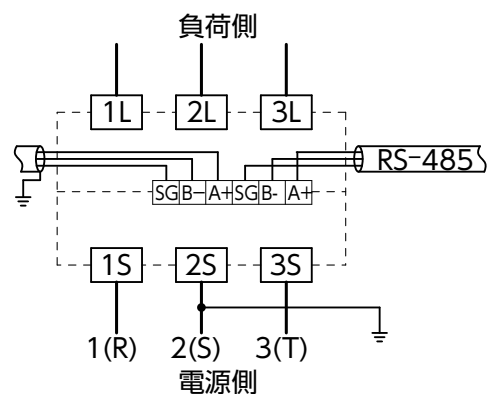 負荷側
1L 2L 3L
RS-485
SG B- A+ SG B- A+
1S 2S 3S
1(R) 2(S) 3(T)
電源側